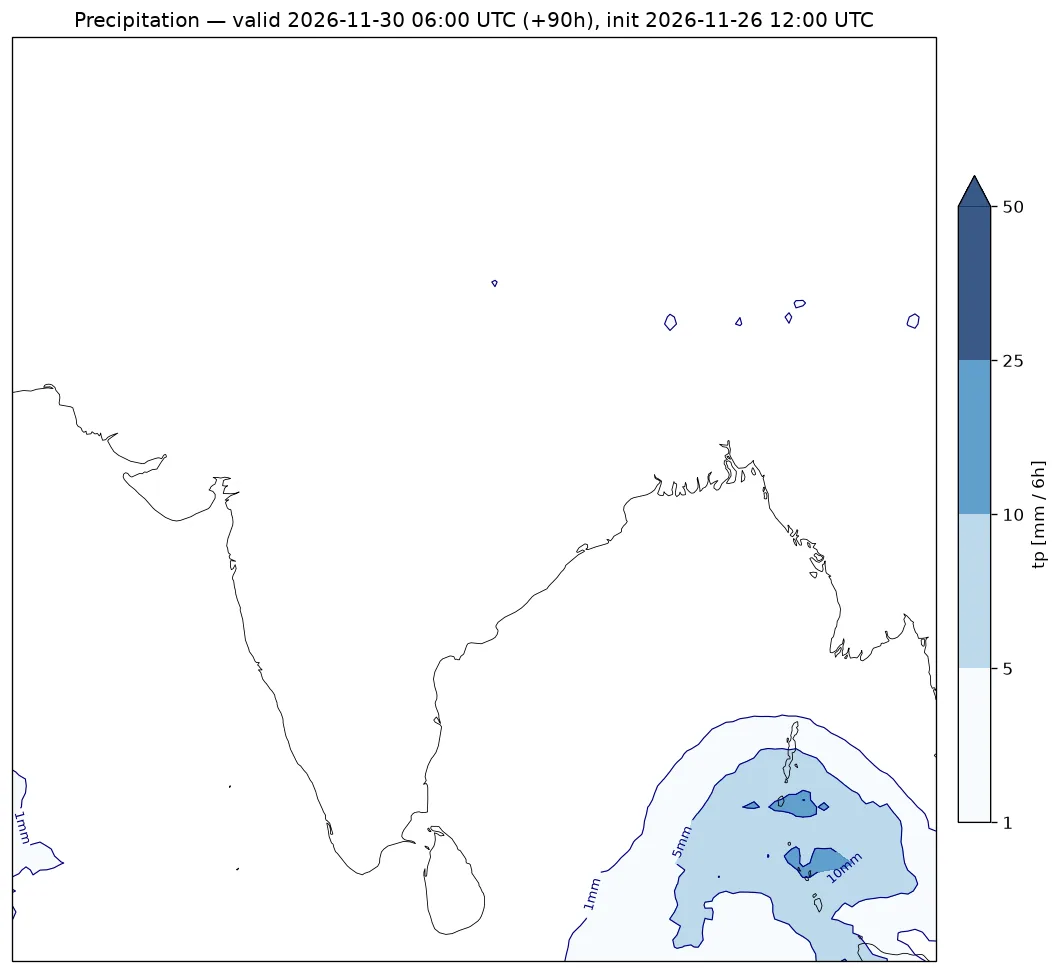 Precipitation — valid 2026-11-30 06:00 UTC (+90h), init 2026-11-26 12:00 UTC
50
25
10
5
1
tp [mm / 6h]
1mm
5mm
10mm
1mm